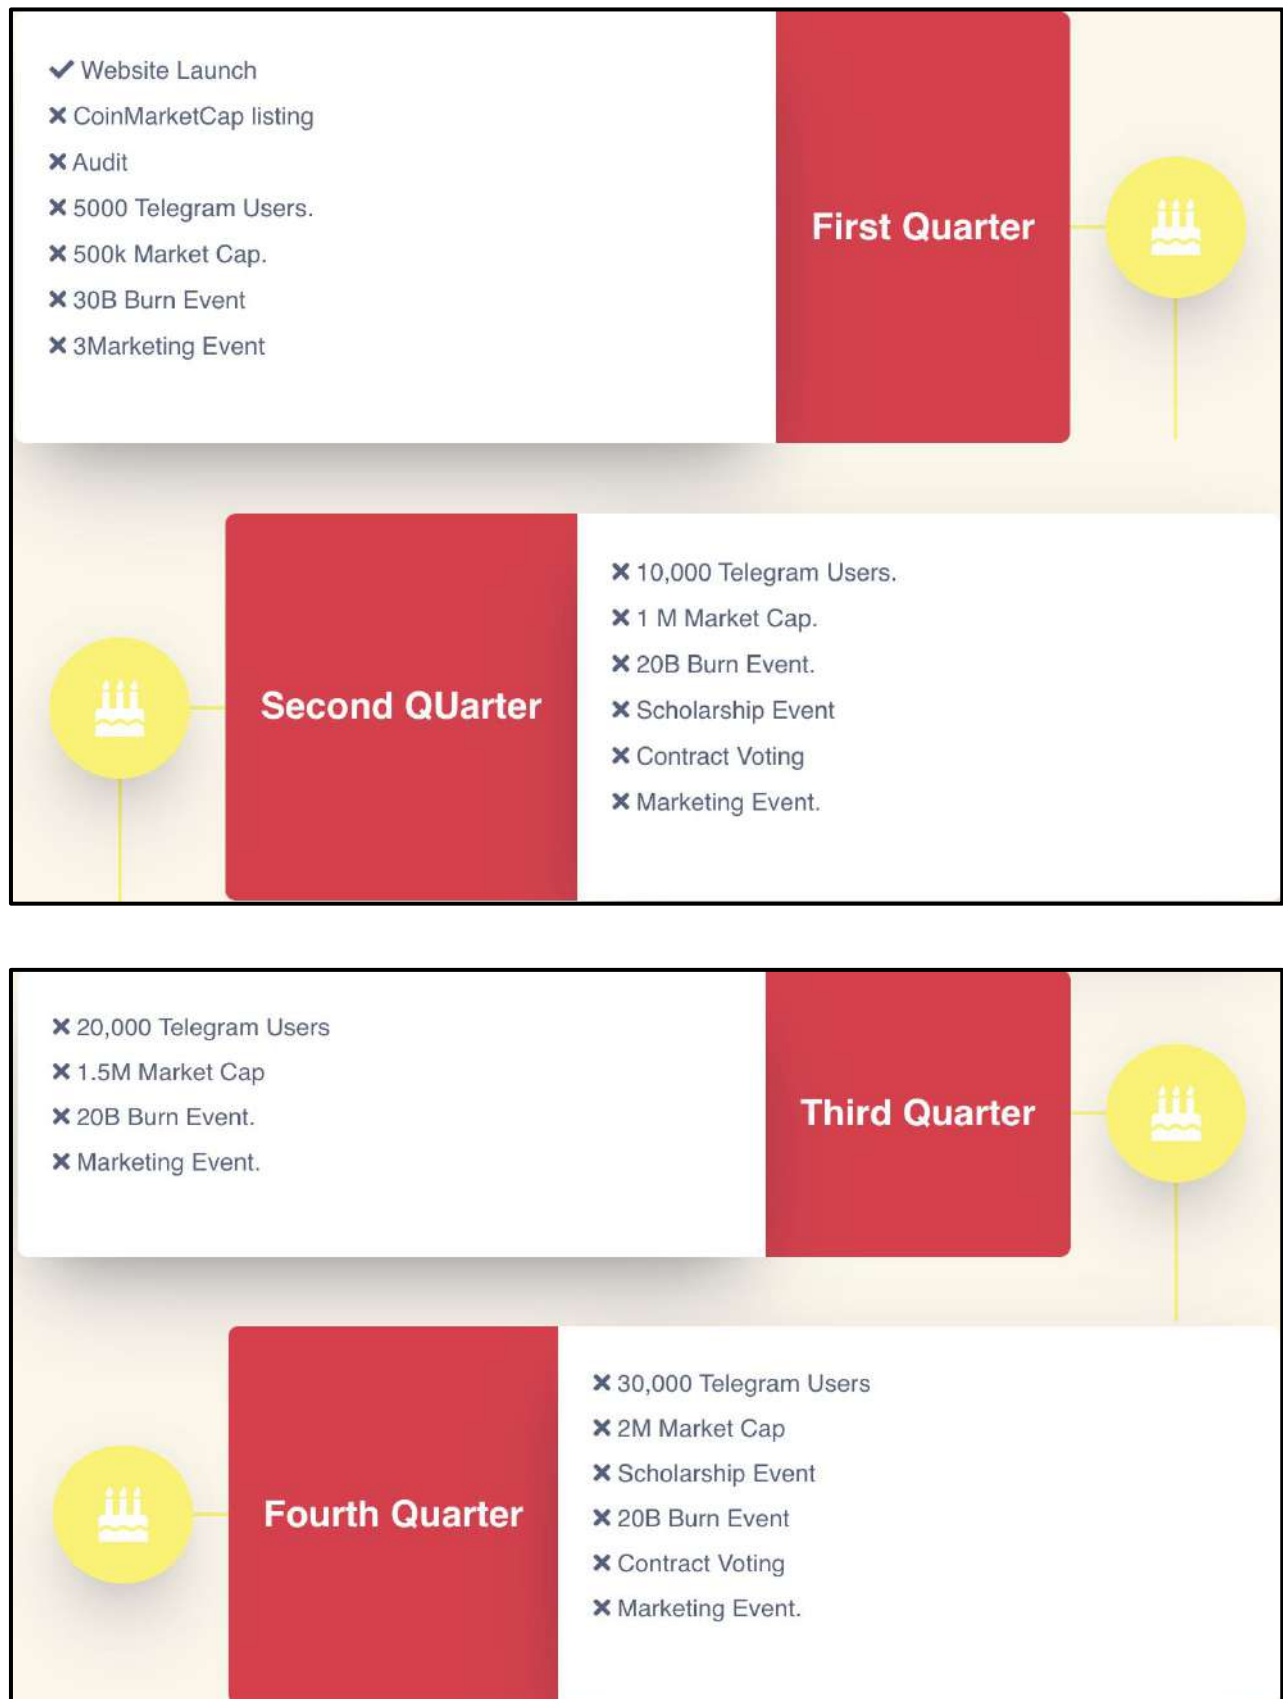 ✔ Website Launch
✖ CoinMarketCap listing
✖ Audit
✖ 5000 Telegram Users.
✖ 500k Market Cap.
✖ 30B Burn Event
✖ 3Marketing Event
First Quarter
Second QUarter
✖ 10,000 Telegram Users.
✖ 1 M Market Cap.
✖ 20B Burn Event.
✖ Scholarship Event
✖ Contract Voting
✖ Marketing Event.
✖ 20,000 Telegram Users
✖ 1.5M Market Cap
✖ 20B Burn Event.
✖ Marketing Event.
Third Quarter
Fourth Quarter
✖ 30,000 Telegram Users
✖ 2M Market Cap
✖ Scholarship Event
✖ 20B Burn Event
✖ Contract Voting
✖ Marketing Event.